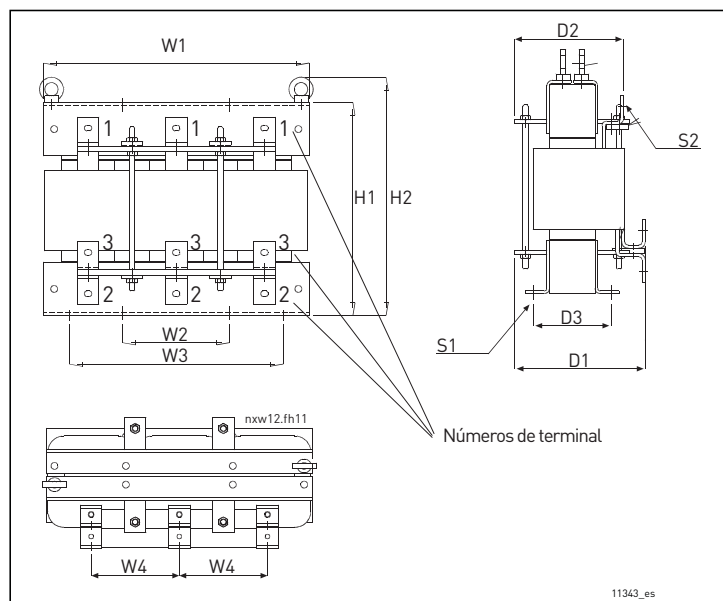 W1
D2
1 1 1
S2
H1
H2
3 3 3
2 2 2
W2
W3
D3
S1
D1
nxw12.fh11
Números de terminal
W4 W4
11343_es